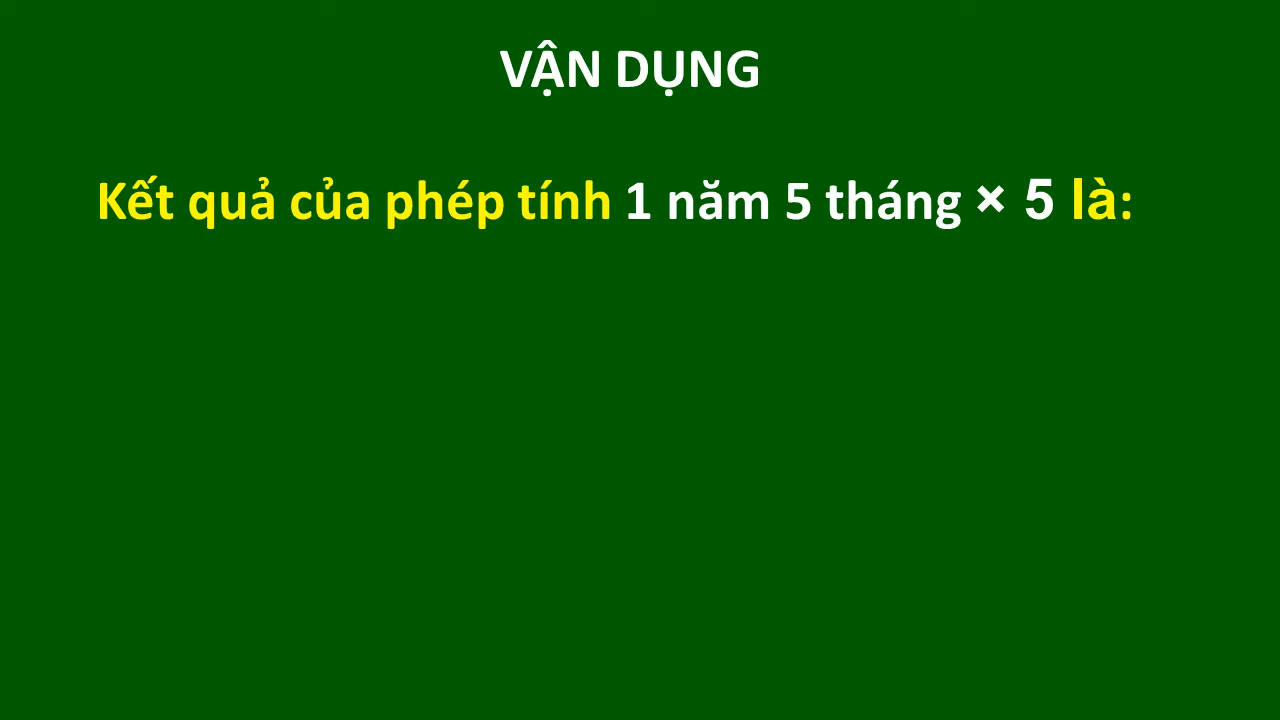 VẬN DỤNG
Kết quả của phép tính 1 năm 5 tháng × 5 là: